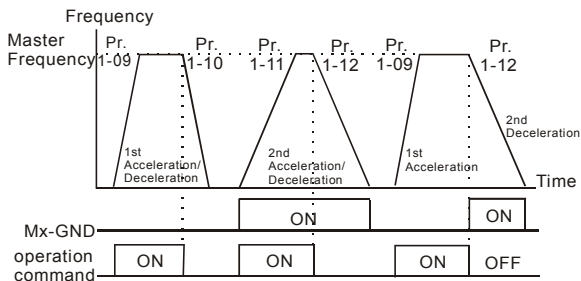 Frequency
Master
Frequency
Pr.
1-09
Pr.
1-10
Pr.
1-11
Pr.
1-12
Pr.
1-09
Pr.
1-12
1st
Acceleration/
Deceleration
2nd
Acceleration/
Deceleration
1st
Acceleration
2nd
Deceleration
Time
Mx-GND
ON
ON
operation
command
ON
ON
ON
OFF